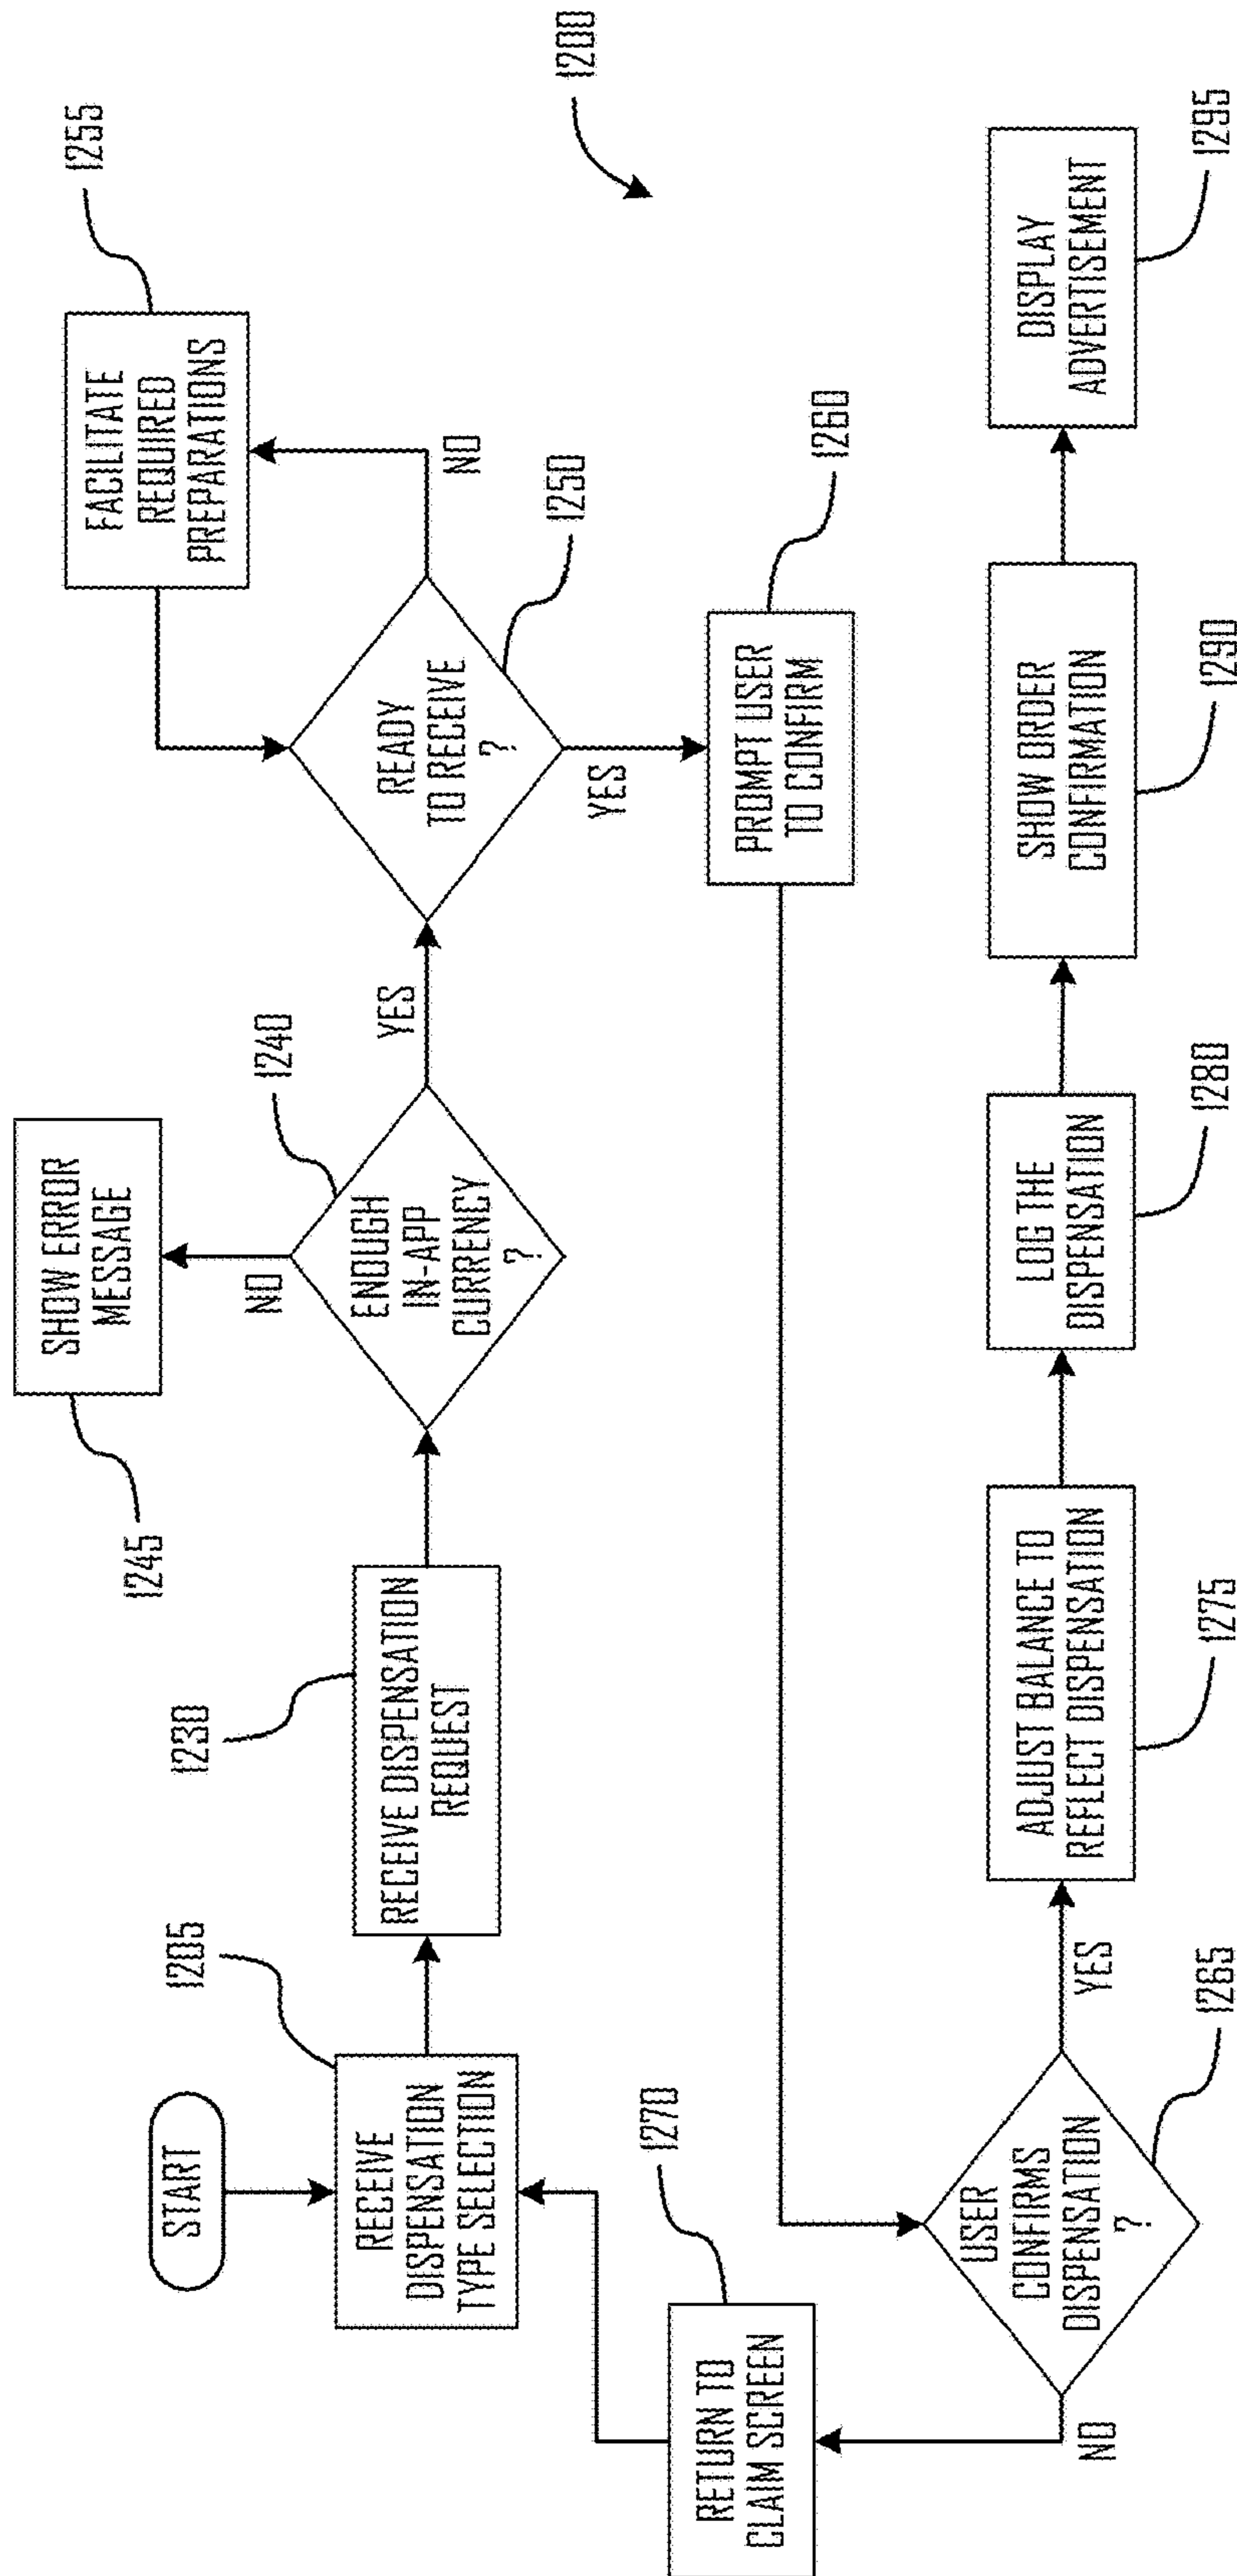 START
1205
RECEIVE
DISPENSATION
TYPE SELECTION
1230
RECEIVE DISPENSATION
REQUEST
1245
SHOW ERROR
MESSAGE
NO
1240
ENOUGH
IN-APP
CURRENCY
?
YES
READY
TO RECEIVE
?
1250
NO
1255
FACILITATE
REQUIRED
PREPARATIONS
YES
1260
PROMPT USER
TO CONFIRM
1200
1270
RETURN TO
CLAIM SCREEN
NO
USER
CONFIRMS
DISPENSATION
?
1265
YES
ADJUST BALANCE TO
REFLECT DISPENSATION
1275
LOG THE
DISPENSATION
1280
SHOW ORDER
CONFIRMATION
1290
DISPLAY
ADVERTISEMENT
1295